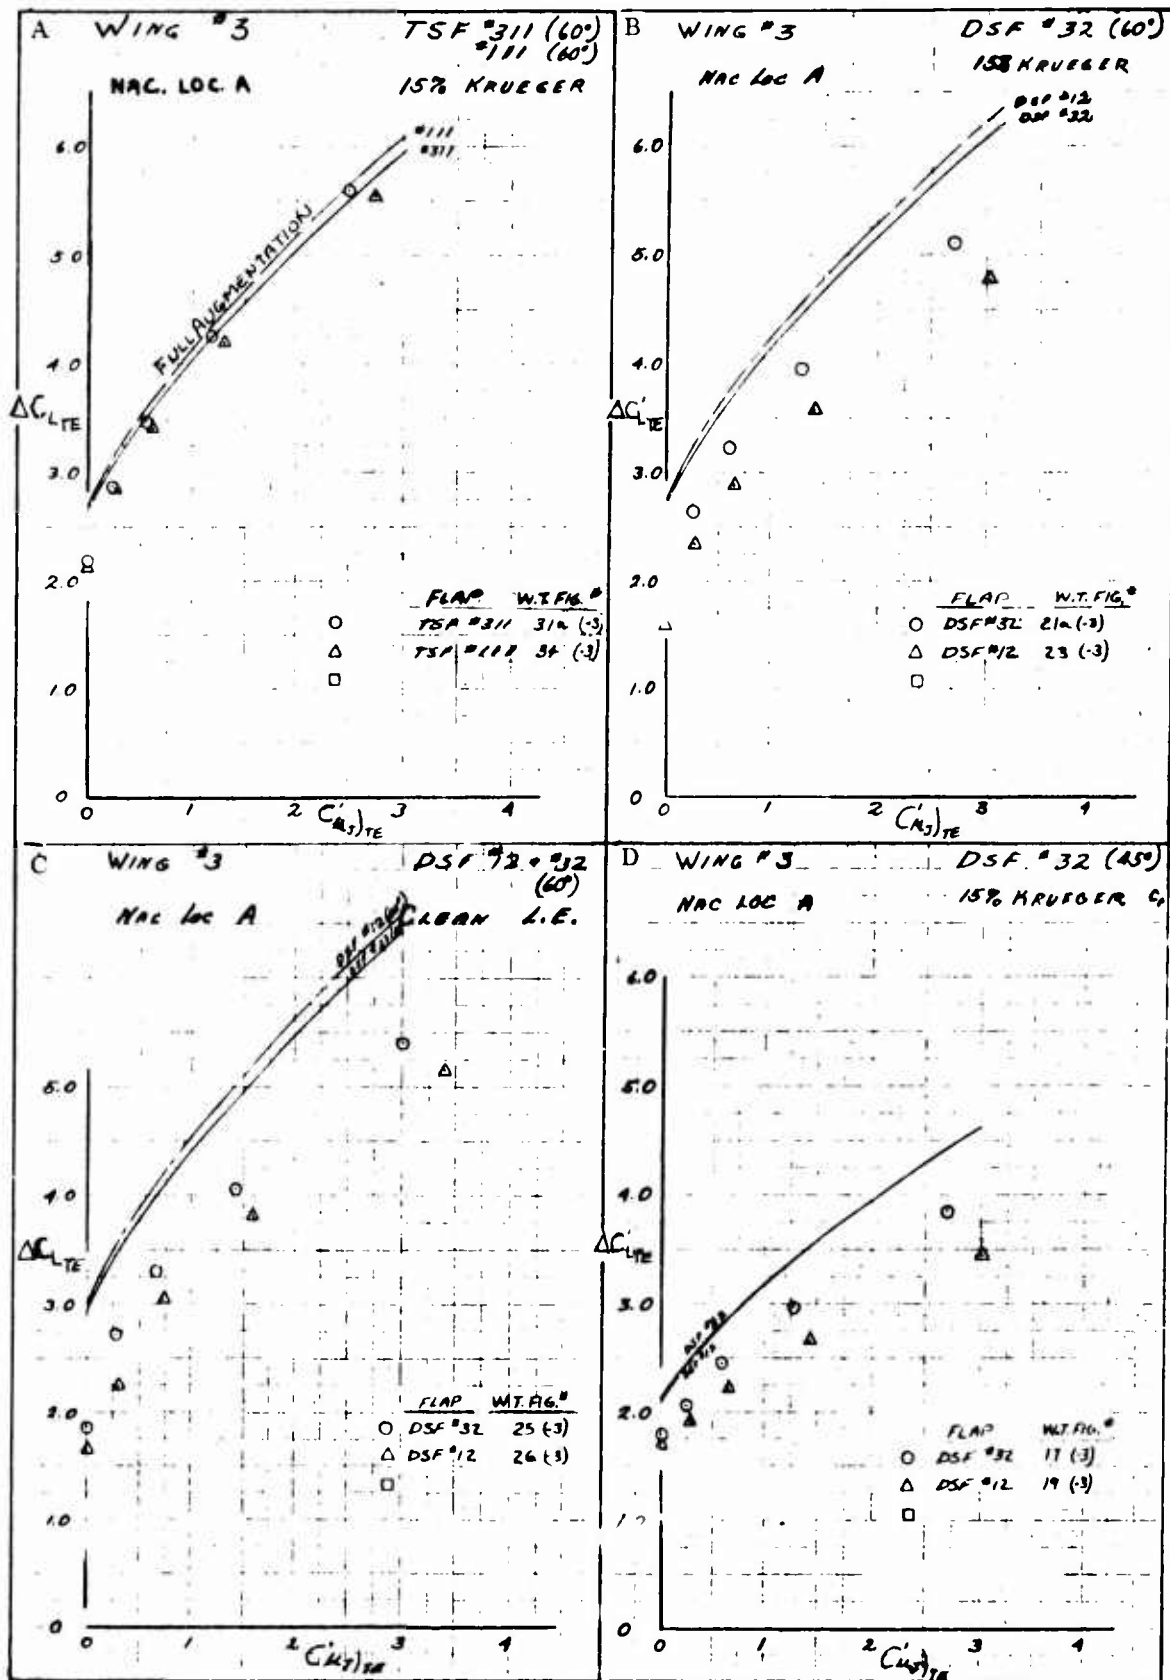 A WING #3 TSF #311 (60°)
#111 (60°)
NAC. LOC. A 15% KRUEGER
#111
#311
FULL AUGMENTATION
6.0
5.0
4.0
ΔC LTE
3.0
2.0
1.0
0
FLAP W.T. FIG. #
TSF #311 31a (-3)
TSF 34 (-3)
0 1 2 3 4
C'μJ)TE
B WING #3 DSF #32 (60°)
15% KRUEGER
NAC LOC A
DSF #12
DSF #32
6.0
5.0
4.0
ΔC'LTE
3.0
2.0
1.0
0
FLAP W.T. FIG. #
DSF #32 21a (-3)
DSF #12 23 (-3)
0 1 2 3 4
C'μJ)TE
C WING #3 DSF #12 + #32
(60°)
NAC LOC A CLEAN L.E.
5.0
4.0
ΔC LTE
3.0
2.0
1.0
0
FLAP W.T. FIG. #
DSF #32 25 (-3)
DSF #12 26 (-3)
0 1 2 3 4
C'μJ)TE
D WING #3 DSF #32 (45°)
NAC LOC A 15% KRUEGER
6.0
5.0
4.0
ΔC'LTE
3.0
2.0
0
FLAP W.T. FIG. #
DSF #32 17 (-3)
DSF #12 19 (-3)
0 1 2 3 4
C'μJ)TE